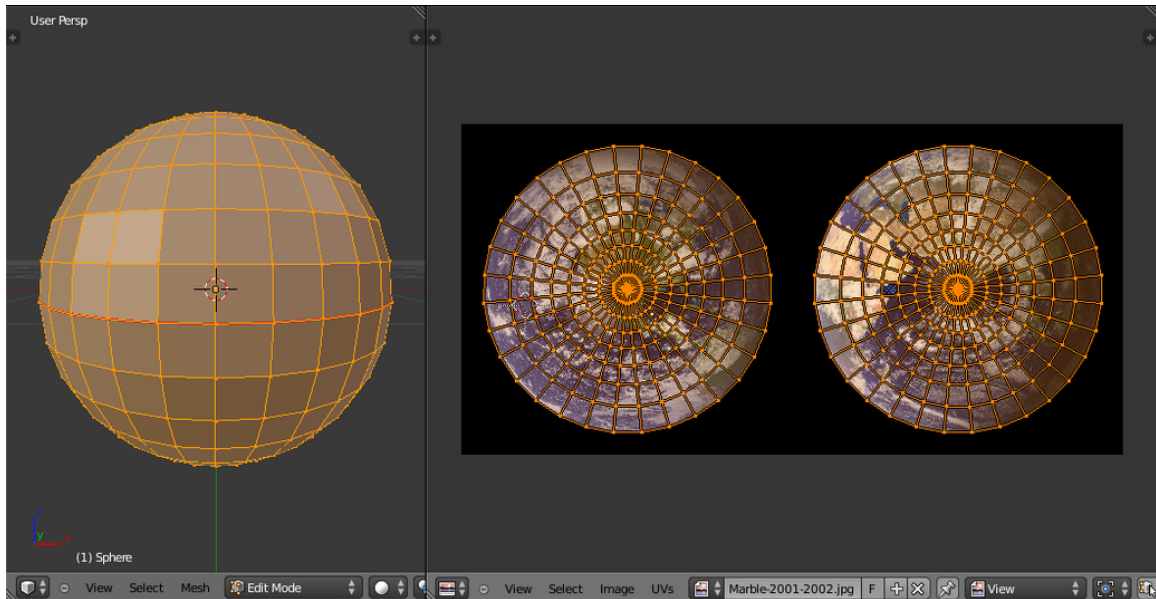 User Persp
z
y
x
(1) Sphere
View Select Mesh Edit Mode
View Select Image UVs Marble-2001-2002.jpg F View